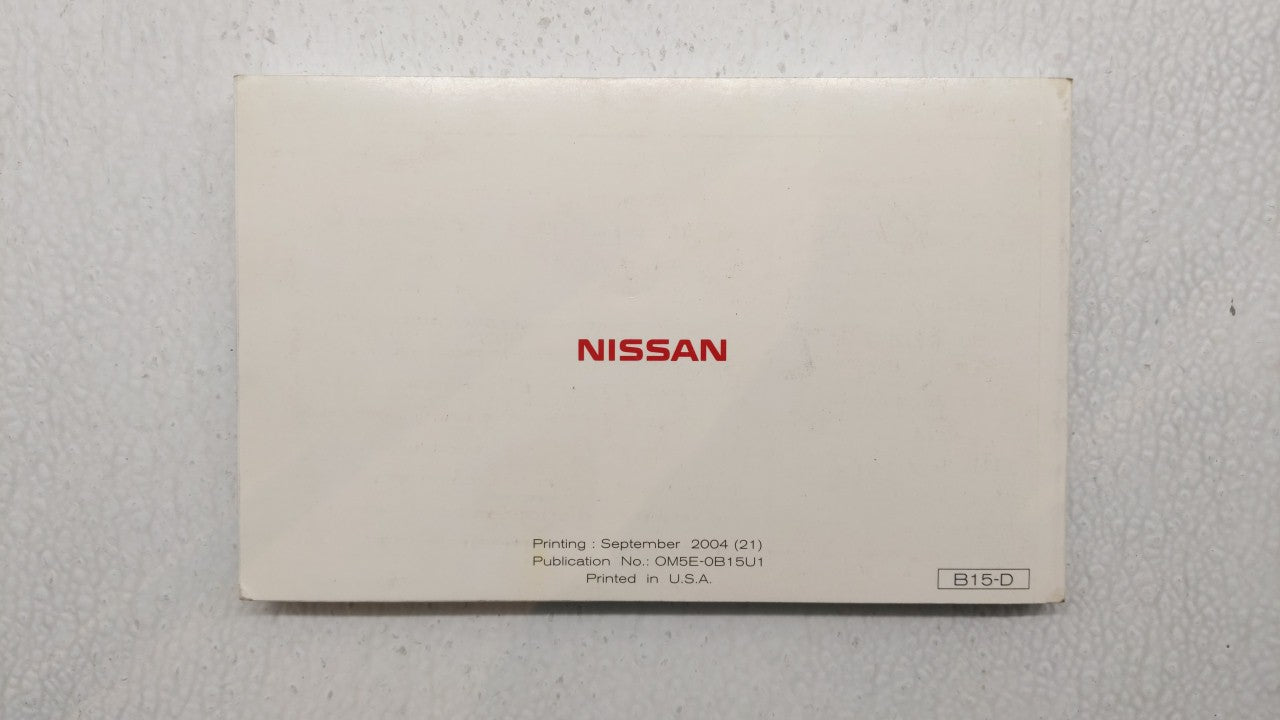 NISSAN
Printing : September 2004 (21)
Publication No.: OM5E-0B15U1
Printed in U.S.A.
B15-D